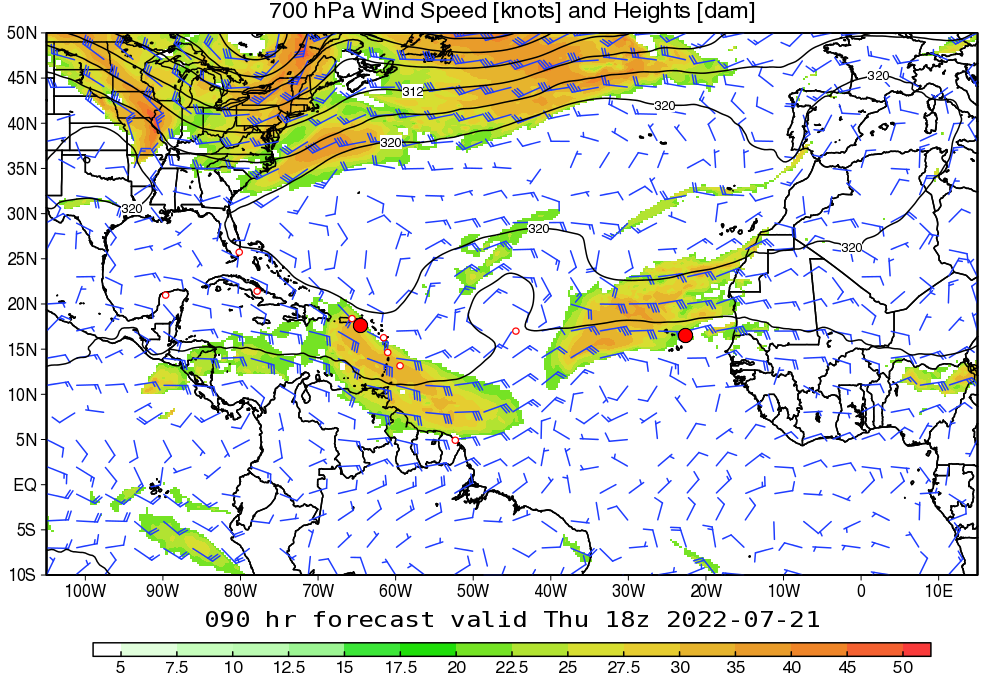 700 hPa Wind Speed [knots] and Heights [dam]
50N
45N
40N
35N
30N
25N
20N
15N
10N
5N
EQ
5S
10S
320
312
320
320
320
320
320
100W 90W 80W 70W 60W 50W 40W 30W 20W 10W 0 10E
090 hr forecast valid Thu 18z 2022-07-21
5 7.5 10 12.5 15 17.5 20 22.5 25 27.5 30 35 40 45 50